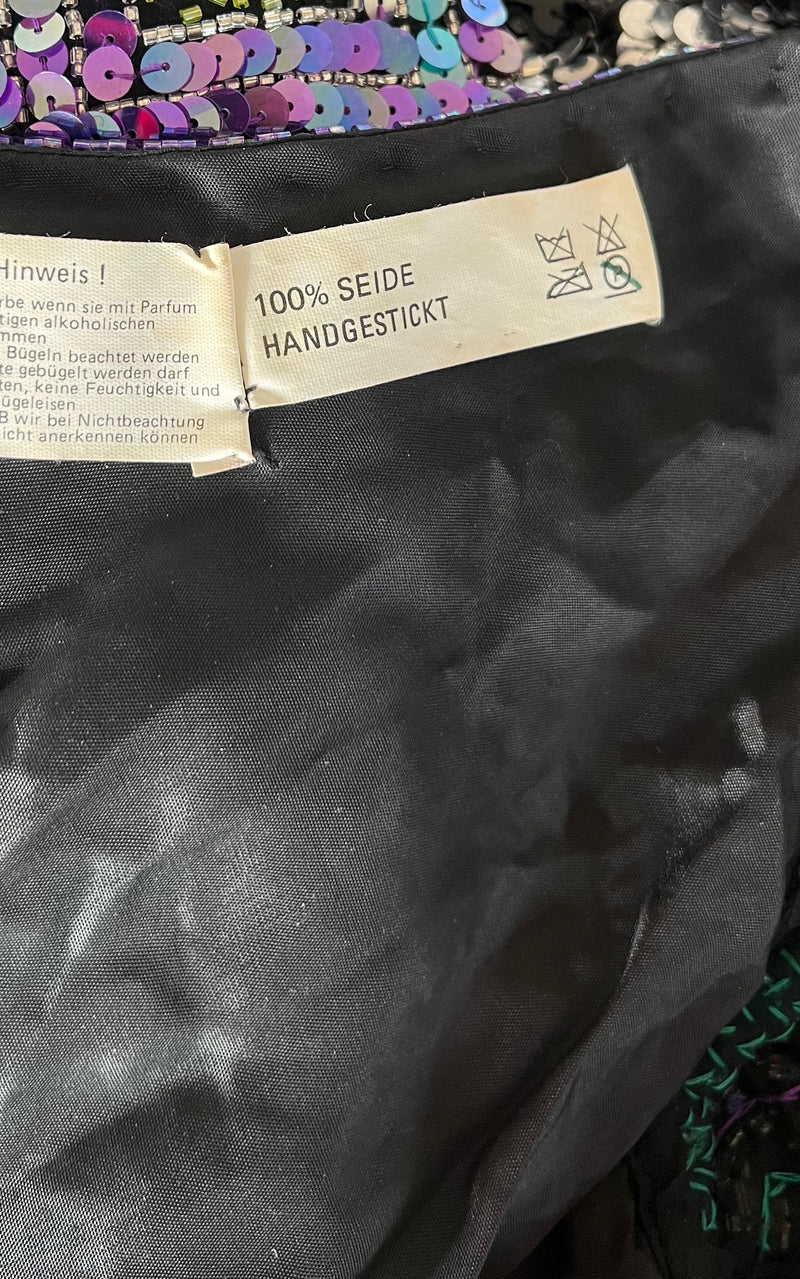 Hinweis !
rbe wenn sie mit Parfum
tigen alkoholischen
mmen
Bügeln beachtet werden
te gebügelt werden darf
ten, keine Feuchtigkeit und
ügeleisen
B wir bei Nichtbeachtung
icht anerkennen können
100% SEIDE
HANDGESTICKT
P